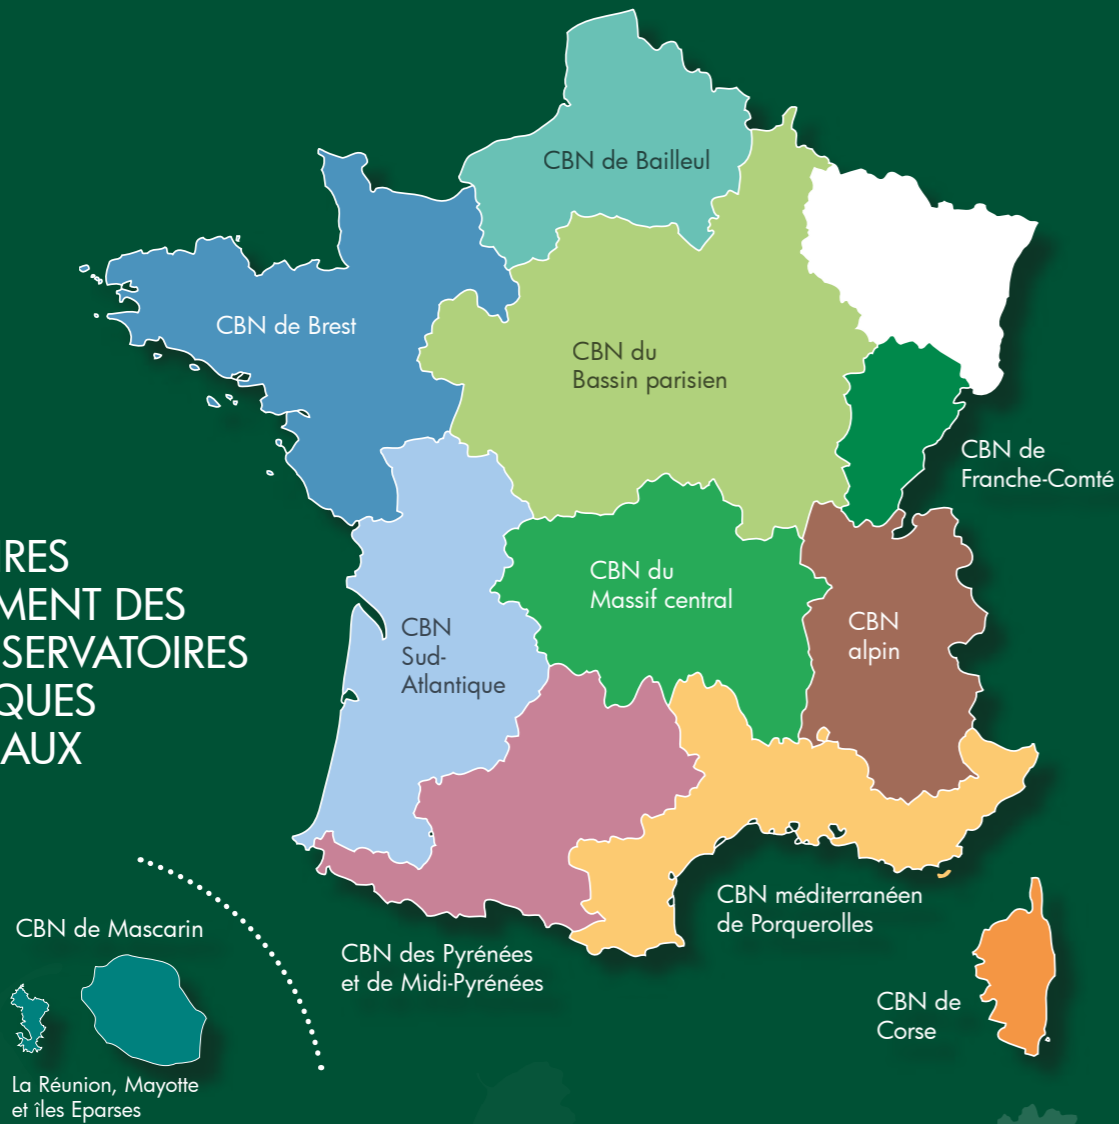 CBN de Bailleul
CBN de Brest
CBN du
Bassin parisien
CBN de
Franche-Comté
IRES
MENT DES
SERVATOIRES
QUES
AUX
CBN du
Massif central
CBN
alpin
CBN
Sud-
Atlantique
CBN méditerranéen
de Porquerolles
CBN de Mascarin
CBN des Pyrénées
et de Midi-Pyrénées
CBN de
Corse
La Réunion, Mayotte
et îles Eparses